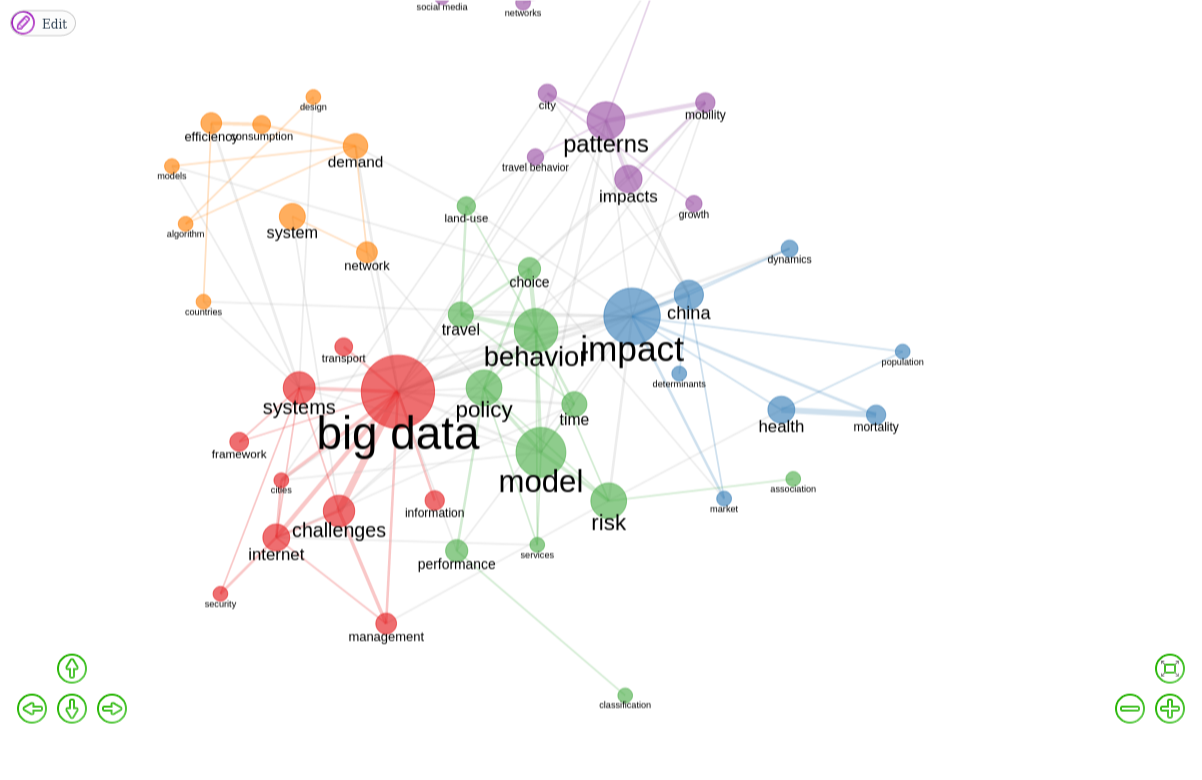 social media
networks
Edit
design
city
mobility
efficiency
consumption
patterns
demand
travel behavior
models
impacts
growth
land-use
algorithm
system
network
dynamics
choice
countries
china
travel
behavior
impact
transport
population
determinants
systems
policy
time
big data
health
mortality
framework
model
cities
association
information
market
risk
challenges
internet
services
performance
security
management
classification